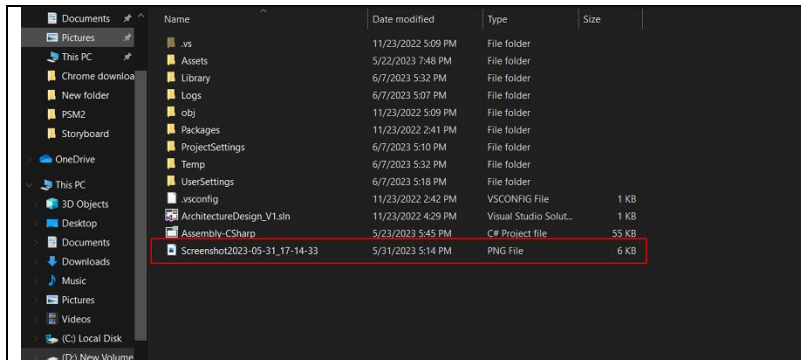 Documents
Pictures
This PC
Chrome downloa
New folder
PSM2
Storyboard
OneDrive
This PC
3D Objects
Desktop
Documents
Downloads
Music
Pictures
Videos
(C:) Local Disk
(D:) New Volume
Name Date modified Type Size
.vs 11/23/2022 5:09 PM File folder
Assets 5/22/2023 7:48 PM File folder
Library 6/7/2023 5:32 PM File folder
Logs 6/7/2023 5:07 PM File folder
obj 11/23/2022 5:09 PM File folder
Packages 11/23/2022 2:41 PM File folder
ProjectSettings 6/7/2023 5:10 PM File folder
Temp 6/7/2023 5:32 PM File folder
UserSettings 6/7/2023 5:18 PM File folder
.vsconfig 11/23/2022 2:42 PM VSCONFIG File 1 KB
ArchitectureDesign_V1.sln 11/23/2022 4:29 PM Visual Studio Solut... 1 KB
Assembly-CSharp 5/23/2023 5:45 PM C# Project file 55 KB
Screenshot2023-05-31_17-14-33 5/31/2023 5:14 PM PNG File 6 KB